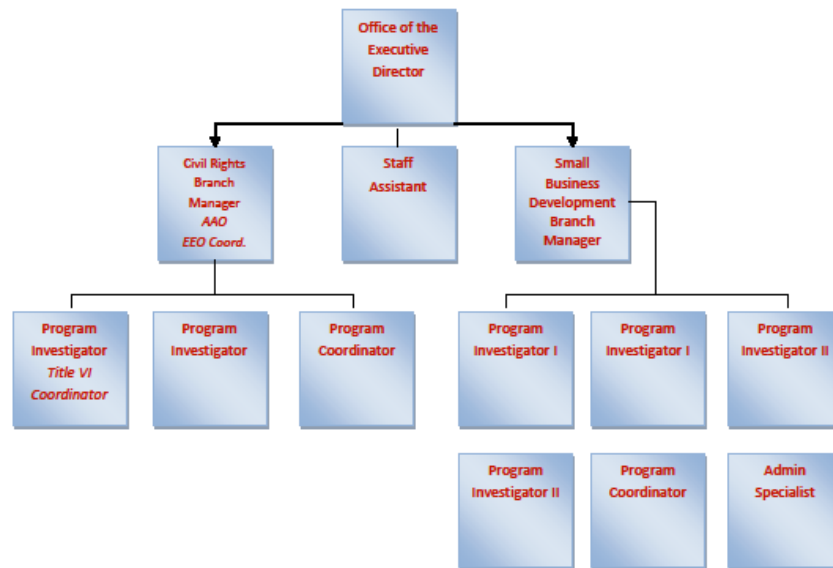 Office of the
Executive
Director
Civil Rights
Branch
Manager
AAO
EEO Coord.
Staff
Assistant
Small
Business
Development
Branch
Manager
Program
Investigator
Title VI
Coordinator
Program
Investigator
Program
Coordinator
Program
Investigator I
Program
Investigator I
Program
Investigator II
Program
Investigator II
Program
Coordinator
Admin
Specialist